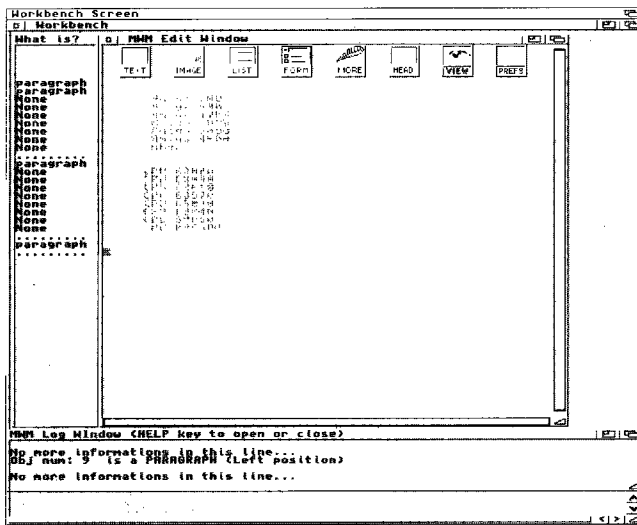 Workbench Screen
Workbench
What is?
MWM Edit Window
TEXT
IMAGE
LIST
FORM
MORE
HEAD
VIEW
PREFS
paragraph
paragraph
None
None
None
None
None
None
None
........
paragraph
None
None
None
None
None
None
None
None
........
paragraph
........
MWM Log Window (HELP key to open or close)
No more informations in this line...
Obj num: 9 is a PARAGRAPH (Left position)
No more informations in this line...